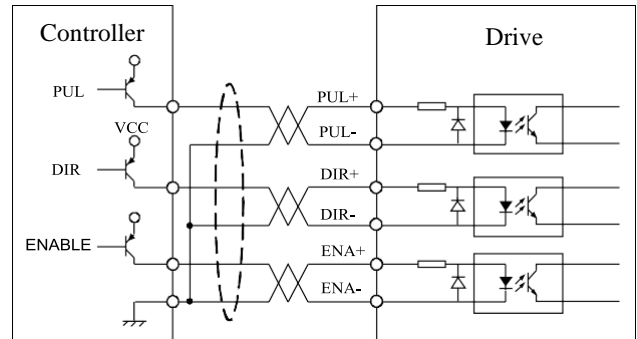 Controller
Drive
PUL
PUL+
PUL-
VCC
DIR
DIR+
DIR-
ENABLE
ENA+
ENA-